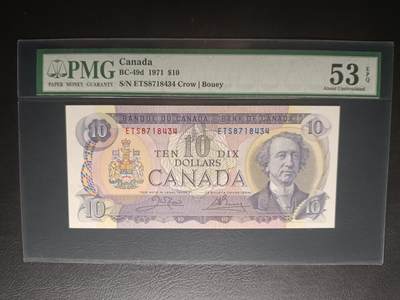 PMG
PAPER MONEY GUARANTY
Canada
BC-49d 1971 $10
S/N ETS8718434 Crow | Bouey
53 EPQ
About Uncirculated
BANQUE DU CANADA BANK OF CANADA
10 ETS8718434 ETS8718434 10
TEN 10 DIX
DOLLARS
CANADA
10 10